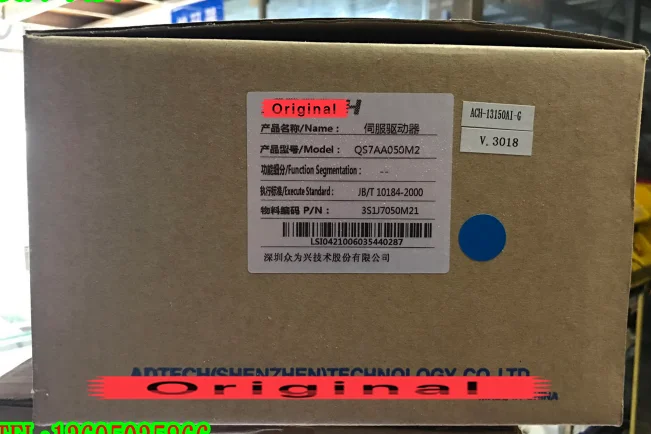 Original H
产品名称/Name: 伺服驱动器
产品型号/Model: QS7AA050M2
功能细分/Function Segmentation: --
执行标准/Execute Standard: JB/T 10184-2000
物料编码 P/N: 3S1J7050M21
LSI0421006035440287
深圳众为兴技术股份有限公司
ACH-13150AI-G
V.3018
ADTECH(SHENZHEN)TECHNOLOGY CO.,LTD
Original
CHINA